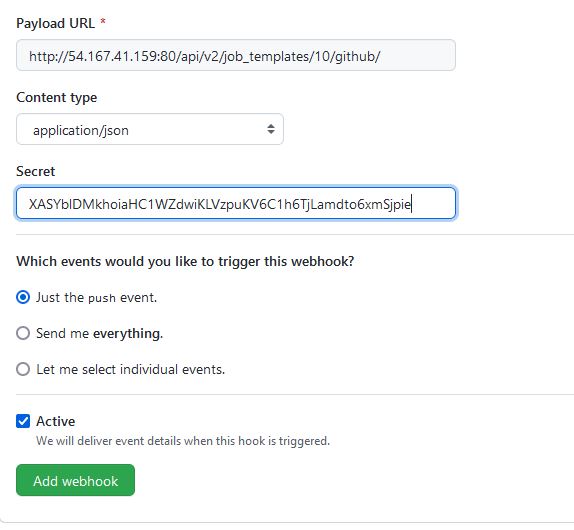 Payload URL *
http://54.167.41.159:80/api/v2/job_templates/10/github/
Content type
application/json
Secret
XASYblDMkhoiaHC1WZdwiKLVzpuKV6C1h6TjLamdto6xmSjpie
Which events would you like to trigger this webhook?
Just the push event.
Send me everything.
Let me select individual events.
Active
We will deliver event details when this hook is triggered.
Add webhook